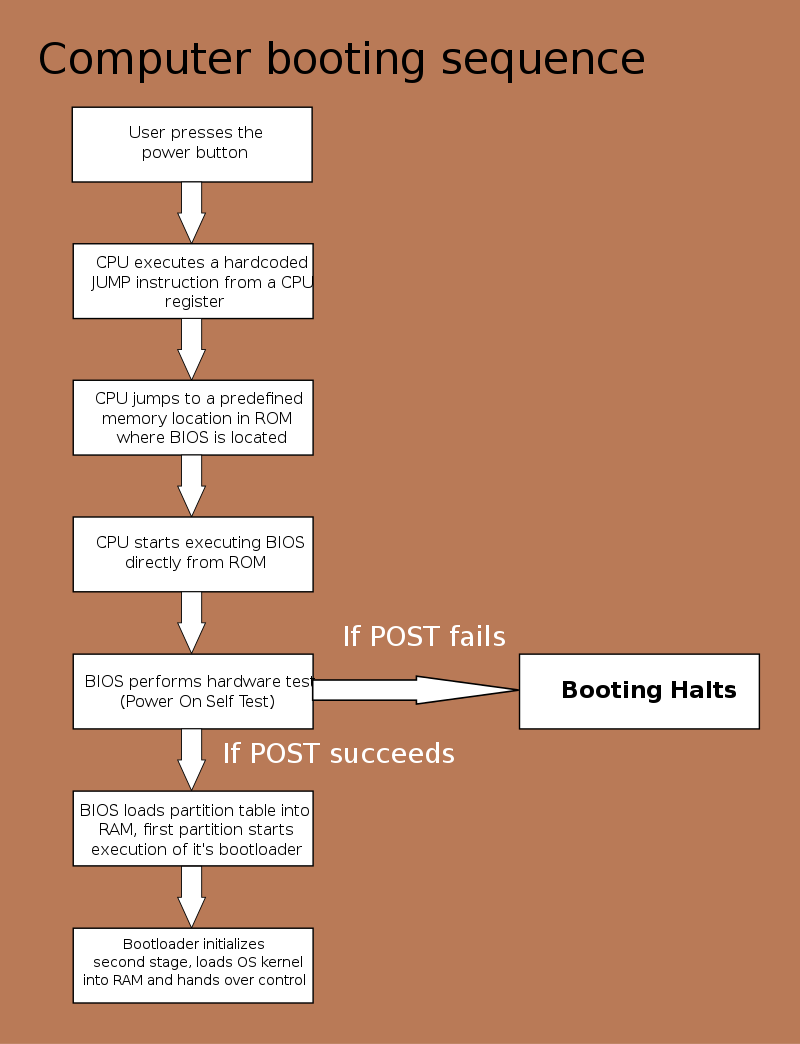 Computer booting sequence
User presses the
power button
CPU executes a hardcoded
JUMP instruction from a CPU
register
CPU jumps to a predefined
memory location in ROM
where BIOS is located
CPU starts executing BIOS
directly from ROM
If POST fails
BIOS performs hardware test
(Power On Self Test)
Booting Halts
If POST succeeds
BIOS loads partition table into
RAM, first partition starts
execution of it's bootloader
Bootloader initializes
second stage, loads OS kernel
into RAM and hands over control